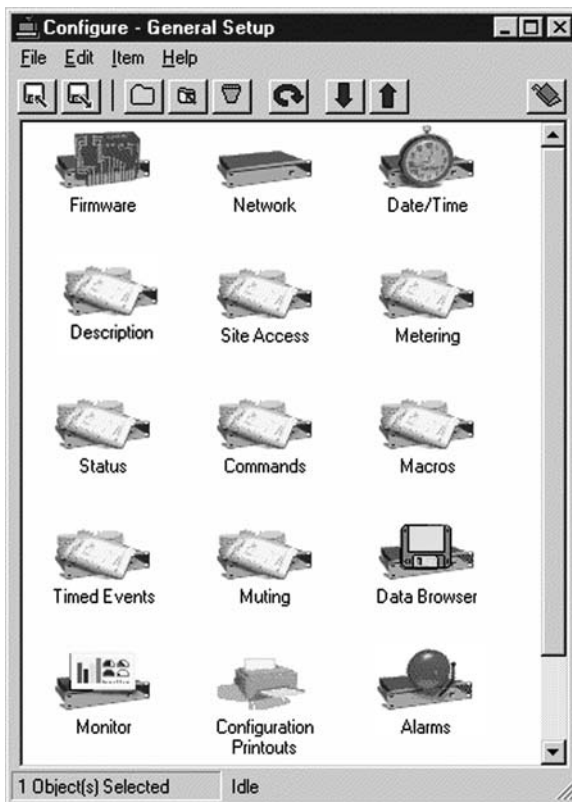 Configure - General Setup
File Edit Item Help
Firmware Network Date/Time
Description Site Access Metering
Status Commands Macros
Timed Events Muting Data Browser
Monitor Configuration Printouts Alarms
1 Object(s) Selected Idle